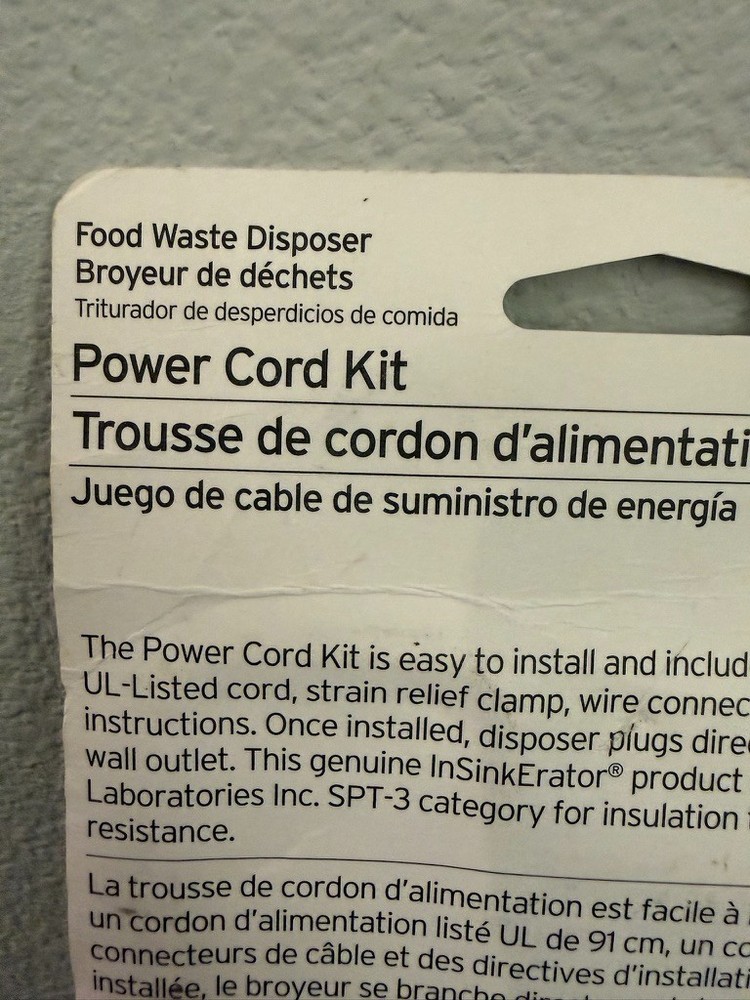 Food Waste Disposer
Broyeur de déchets
Triturador de desperdicios de comida
Power Cord Kit
Trousse de cordon d'alimentati
Juego de cable de suministro de energía
The Power Cord Kit is easy to install and includ
UL-Listed cord, strain relief clamp, wire connec
instructions. Once installed, disposer plugs dire
wall outlet. This genuine InSinkErator® product
Laboratories Inc. SPT-3 category for insulation
resistance.
La trousse de cordon d'alimentation est facile à
un cordon d'alimentation listé UL de 91 cm, un co
connecteurs de câble et des directives d'installati
installée, le broyeur se branche